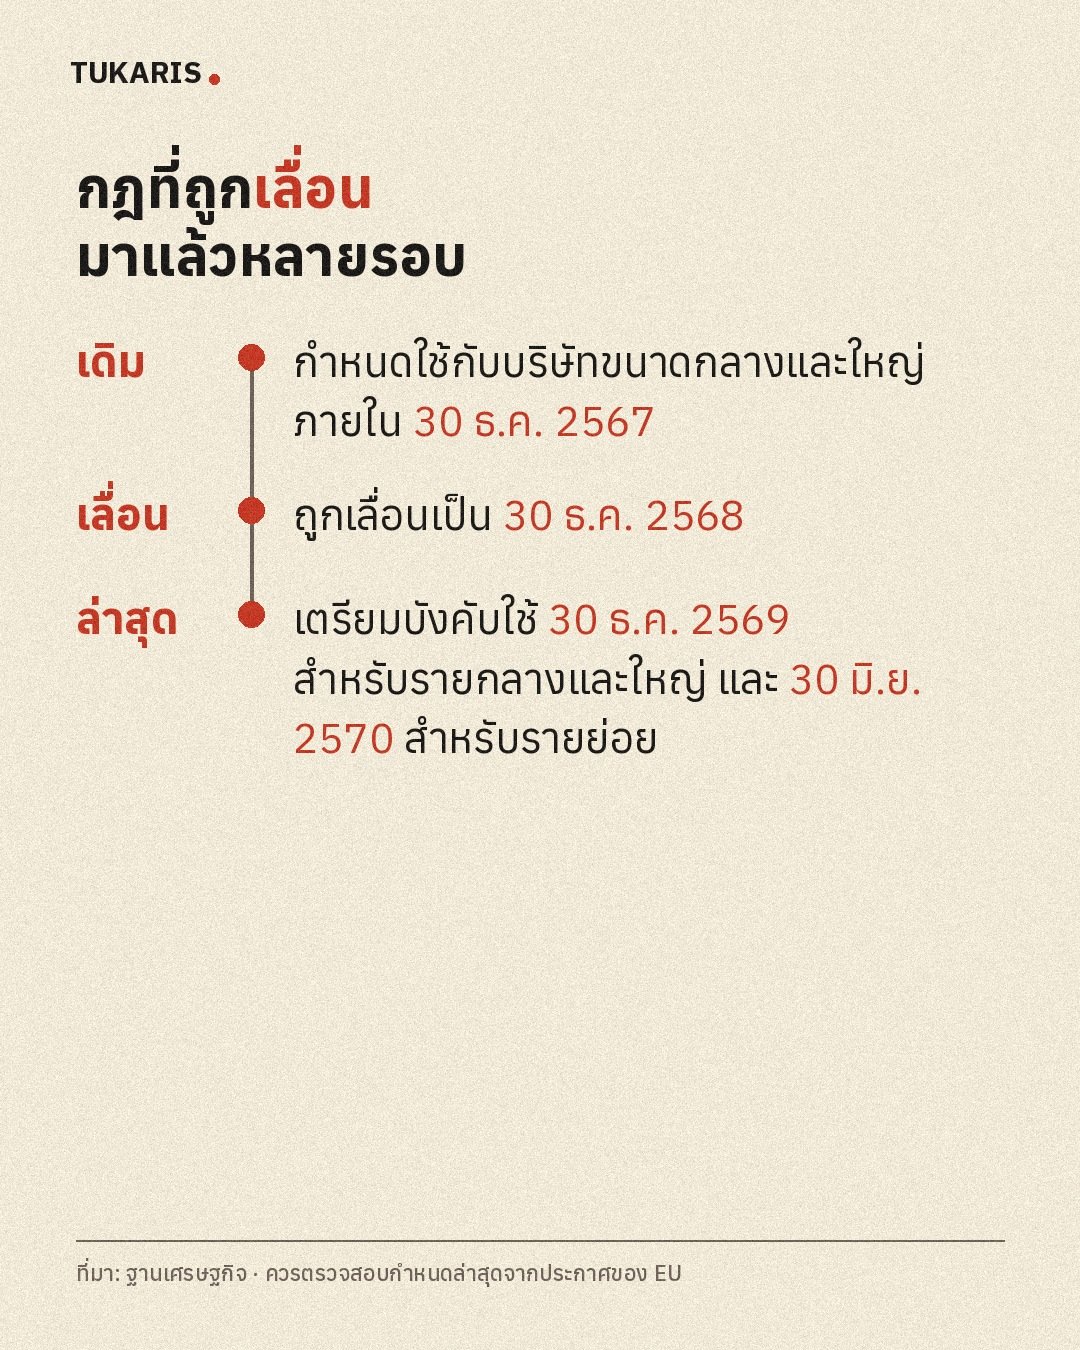 TUKARIS
กฎที่ถูกเลื่อน
มาแล้วหลายรอบ
เดิม
กำหนดใช้กับบริษัทขนาดกลางและใหญ่
ภายใน 30 ธ.ค. 2567
เลื่อน
ถูกเลื่อนเป็น 30 ธ.ค. 2568
ล่าสุด
เตรียมบังคับใช้ 30 ธ.ค. 2569
สำหรับรายกลางและใหญ่ และ 30 มิ.ย.
2570 สำหรับรายย่อย
ที่มา: ฐานเศรษฐกิจ · ควรตรวจสอบกำหนดล่าสุดจากประกาศของ EU